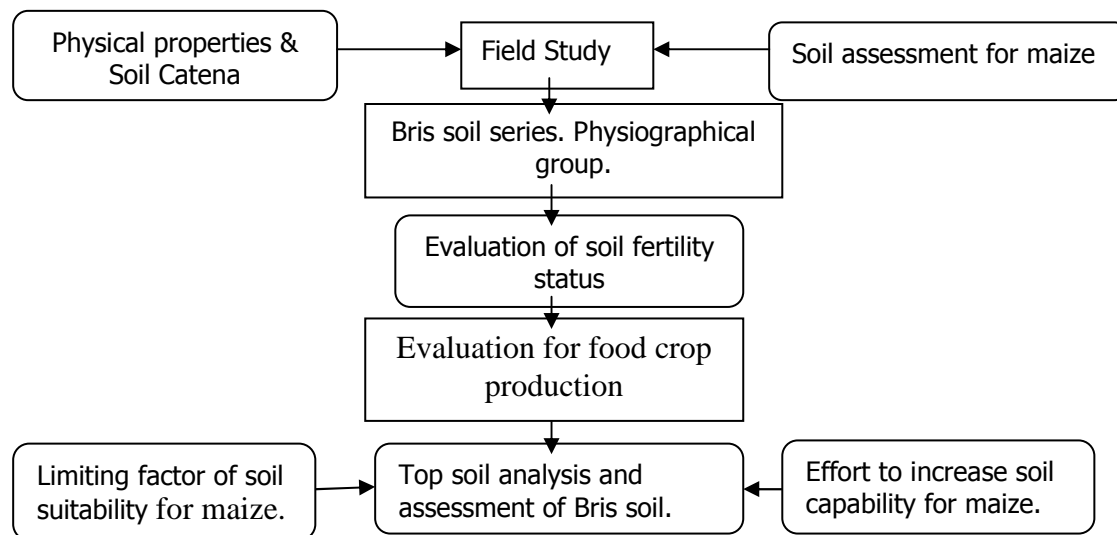 Physical properties &
Soil Catena
Field Study
Soil assessment for maize
Bris soil series. Physiographical
group.
Evaluation of soil fertility
status
Evaluation for food crop
production
Limiting factor of soil
suitability for maize.
Top soil analysis and
assessment of Bris soil.
Effort to increase soil
capability for maize.